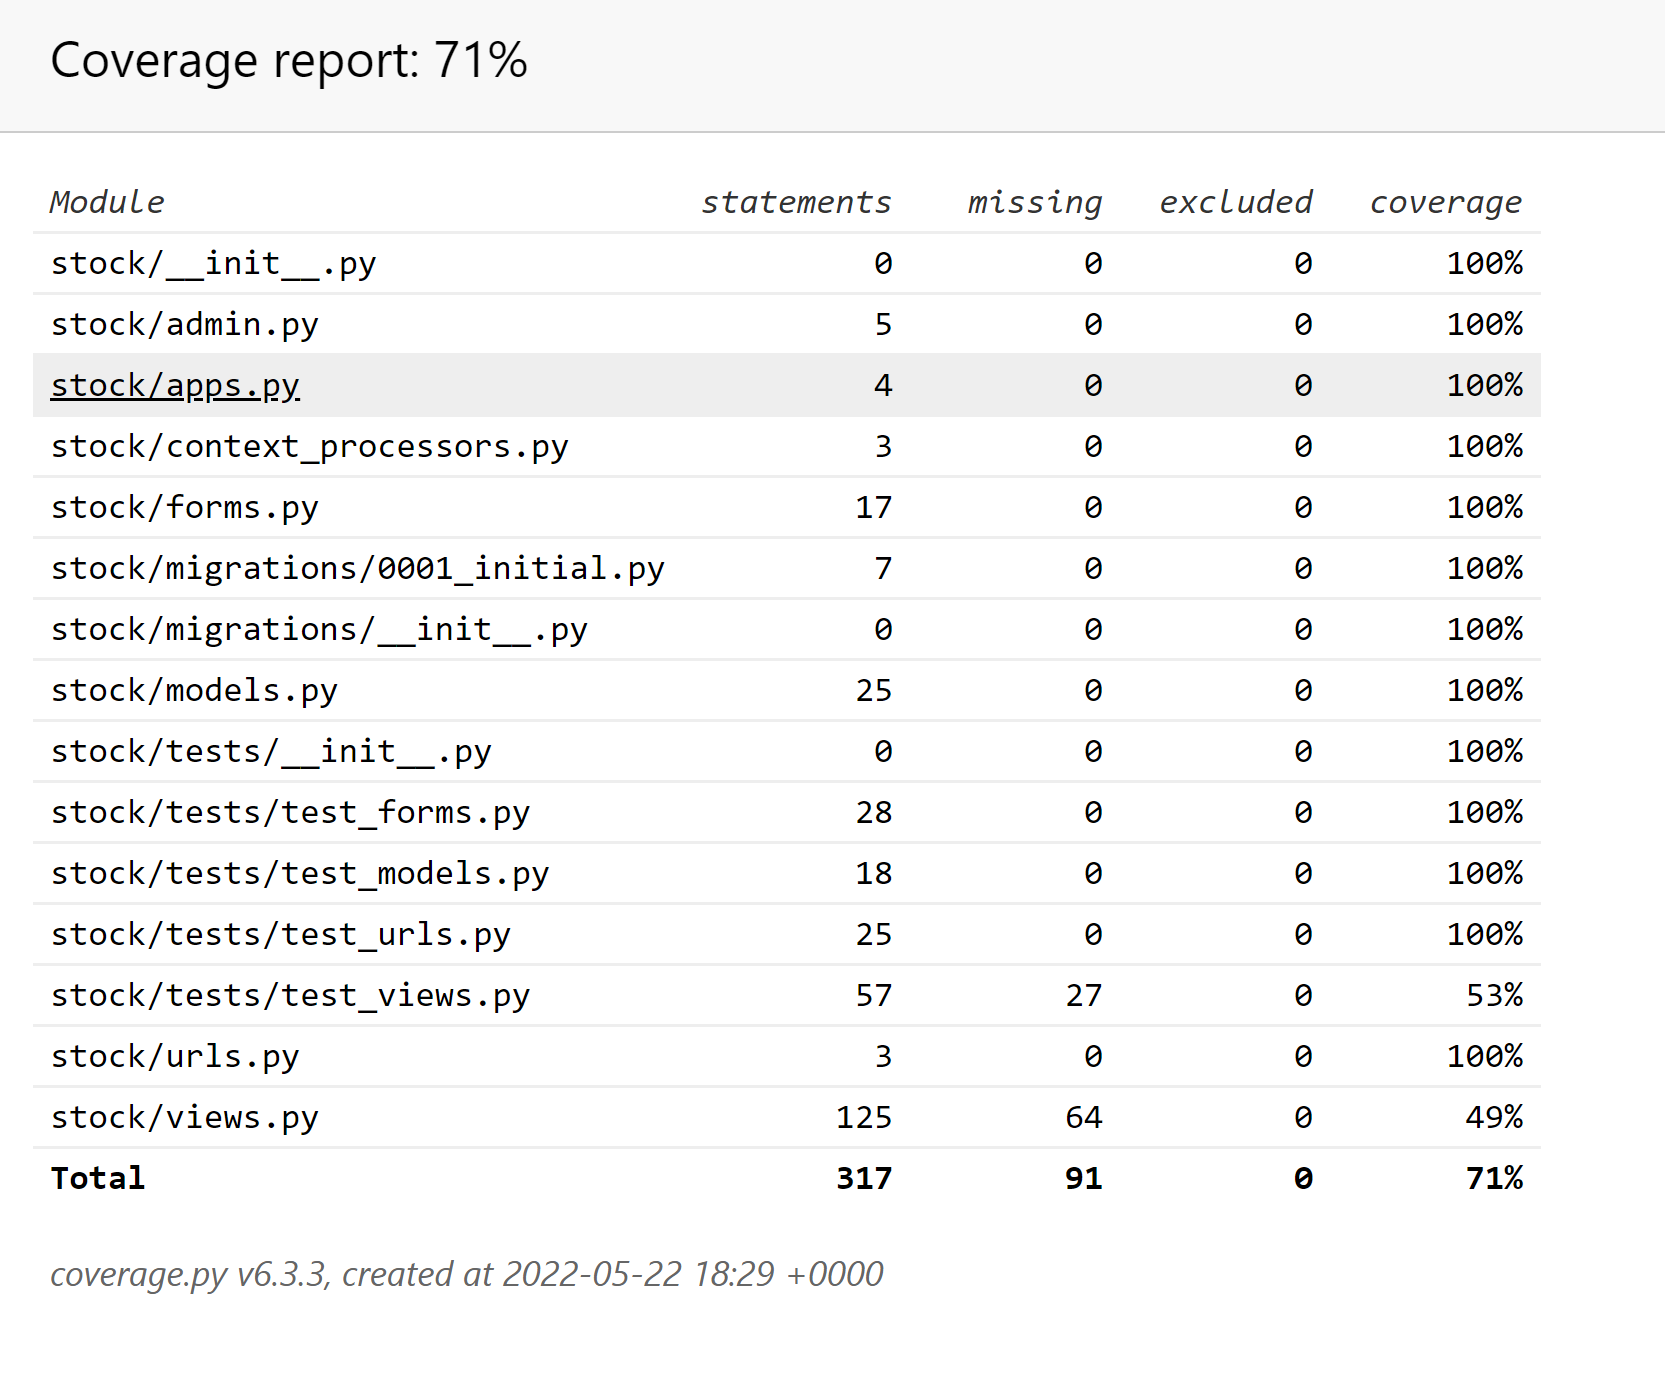 Coverage report: 71%
Module statements missing excluded coverage
stock/__init__.py 0 0 0 100%
stock/admin.py 5 0 0 100%
stock/apps.py 4 0 0 100%
stock/context_processors.py 3 0 0 100%
stock/forms.py 17 0 0 100%
stock/migrations/0001_initial.py 7 0 0 100%
stock/migrations/__init__.py 0 0 0 100%
stock/models.py 25 0 0 100%
stock/tests/__init__.py 0 0 0 100%
stock/tests/test_forms.py 28 0 0 100%
stock/tests/test_models.py 18 0 0 100%
stock/tests/test_urls.py 25 0 0 100%
stock/tests/test_views.py 57 27 0 53%
stock/urls.py 3 0 0 100%
stock/views.py 125 64 0 49%
Total 317 91 0 71%
coverage.py v6.3.3, created at 2022-05-22 18:29 +0000